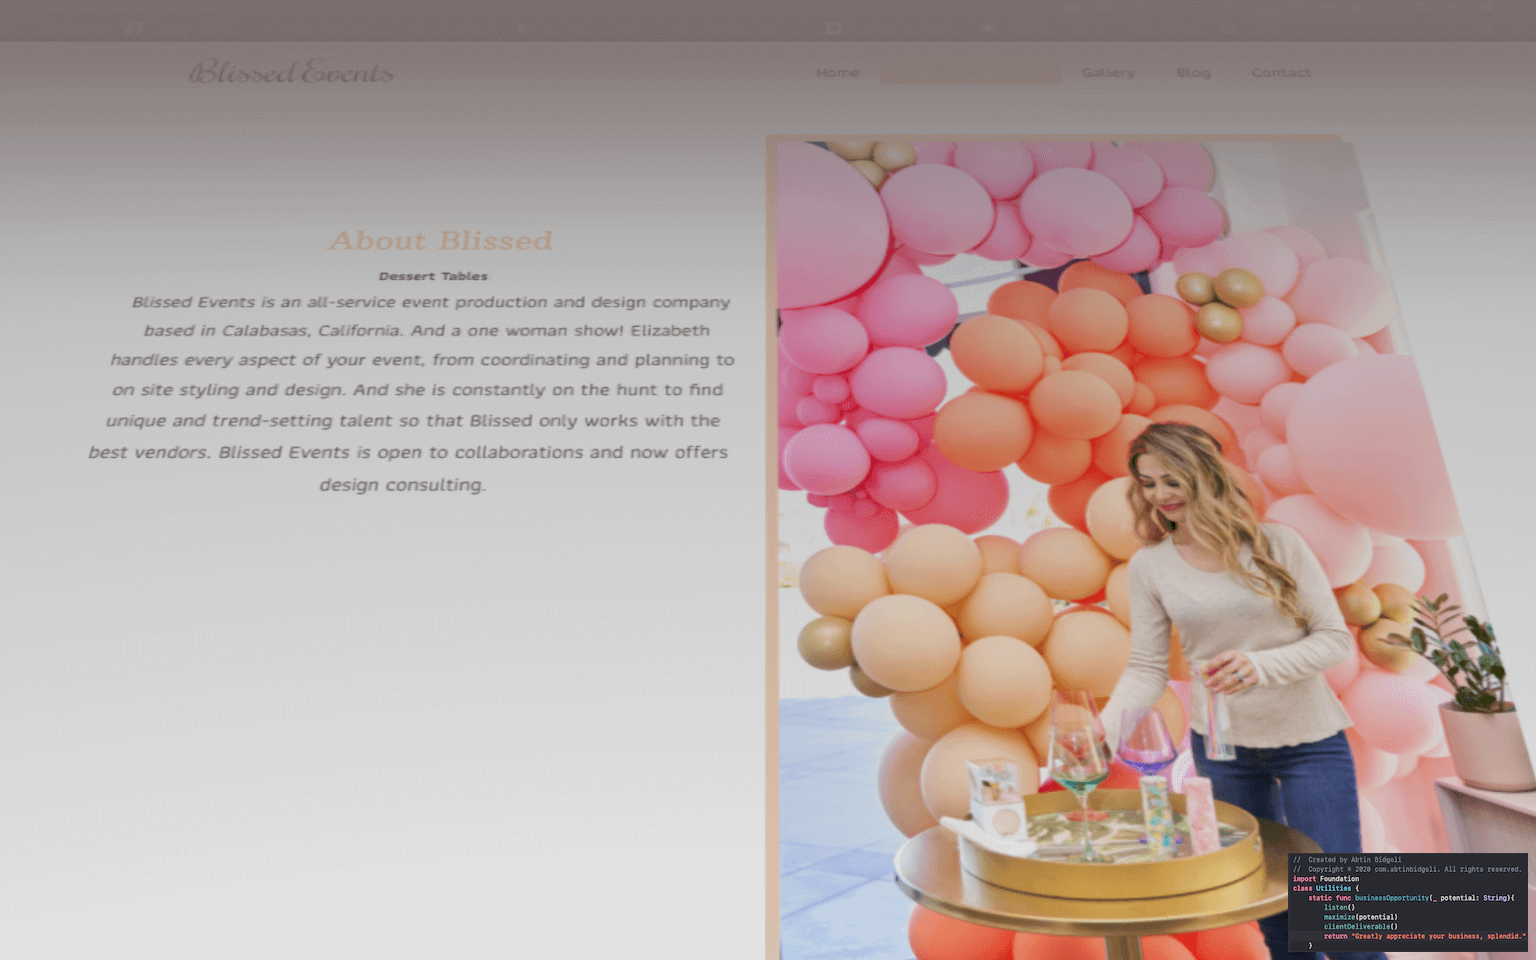 Blissed Events
Home
Gallery
Blog
Contact
About Blissed
Dessert Tables
Blissed Events is an all-service event production and design company
based in Calabasas, California. And a one woman show! Elizabeth
handles every aspect of your event, from coordinating and planning to
on site styling and design. And she is constantly on the hunt to find
unique and trend-setting talent so that Blissed only works with the
best vendors. Blissed Events is open to collaborations and now offers
design consulting.
// Created by Abtin Bidgoli
// Copyright © 2020 com.abtinbidgoli. All rights reserved.
import Foundation
class Utilities {
static func businessOpportunity(_ potential: String){
listen()
maximize(potential)
clientDeliverable()
return "Greatly appreciate your business, splendid."
}